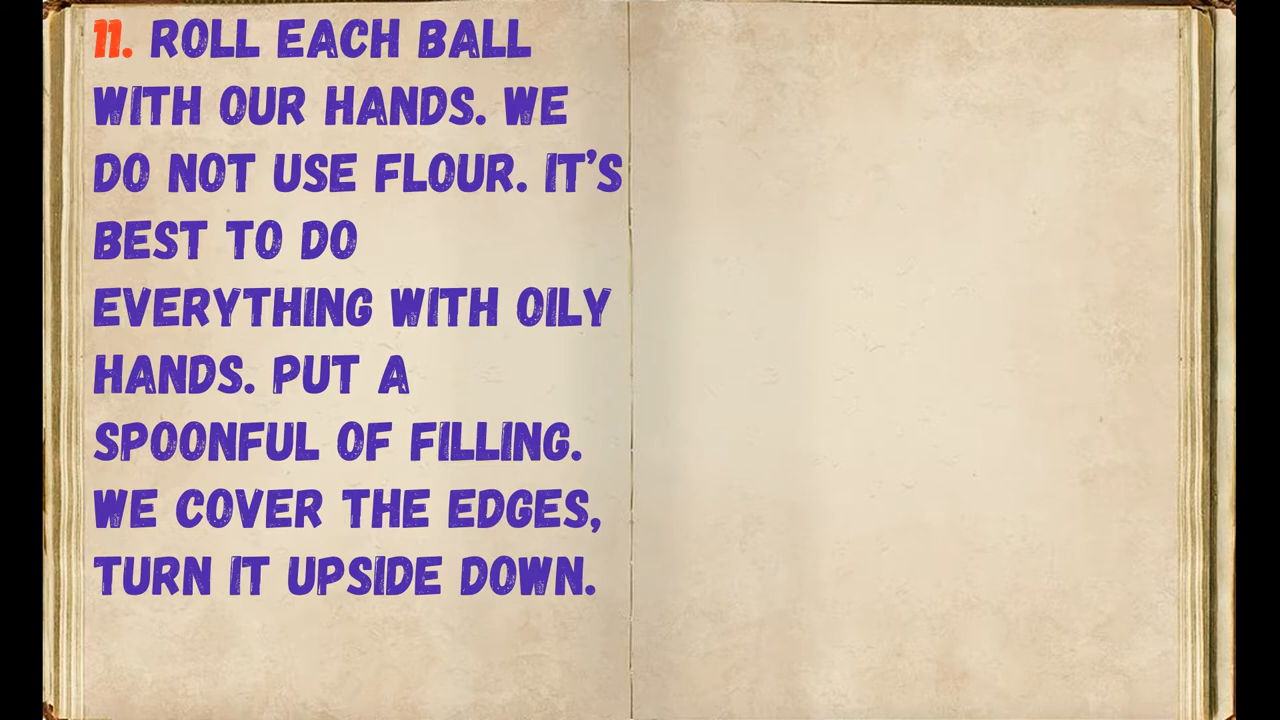 11. ROLL EACH BALL
WITH OUR HANDS. WE
DO NOT USE FLOUR. IT'S
BEST TO DO
EVERYTHING WITH OILY
HANDS. PUT A
SPOONFUL OF FILLING.
WE COVER THE EDGES,
TURN IT UPSIDE DOWN.